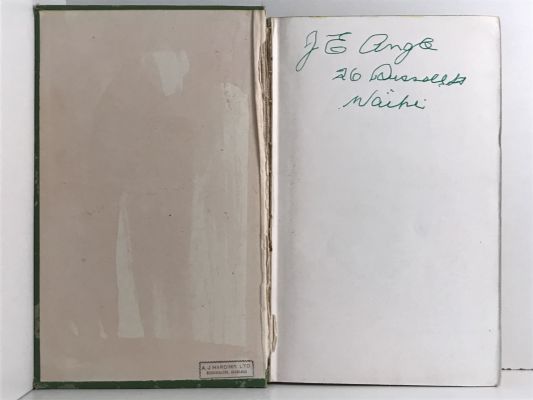 J E Ange
26 Russell St
Waihi
A. J. HARDING LTD